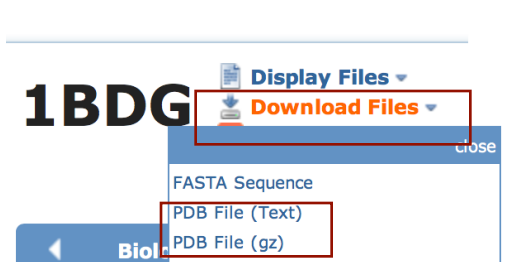 Display Files
1BDG
Download Files
close
FASTA Sequence
PDB File (Text)
PDB File (gz)